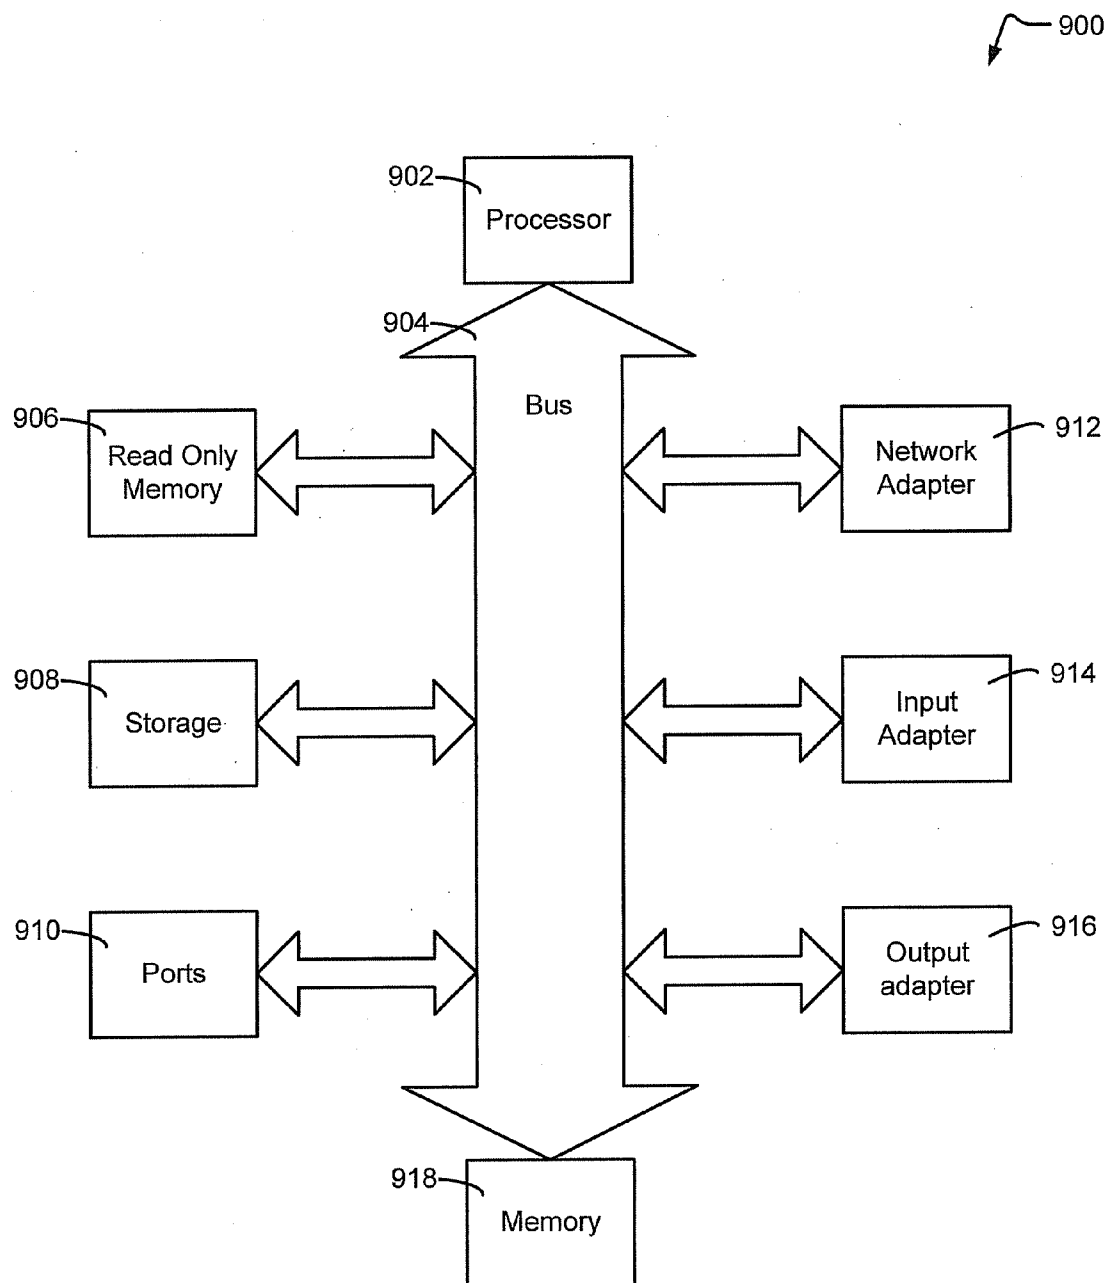 900
902
Processor
904
Bus
906
Read Only
Memory
912
Network
Adapter
908
Storage
914
Input
Adapter
910
Ports
916
Output
adapter
918
Memory